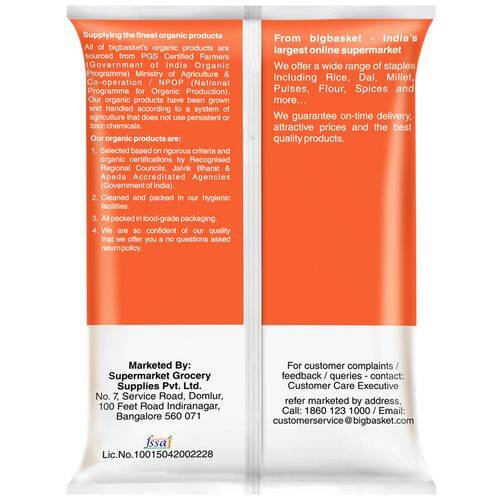 Supplying the finest organic products
All of bigbasket's organic products are
sourced from PGS Certified Farmers
(Government of India Organic
Programme) Ministry of Agriculture &
Co-operation / NPOP (National
Programme for Organic Production).
Our organic products have been grown
and handled according to a system of
agriculture that does not use persistent or
toxic chemicals.
Our organic products are:
1. Selected based on rigorous criteria and
organic certifications by Recognised
Regional Councils, Jaivik Bharat &
Apeda Accredited Agencies
(Government of India).
2. Cleaned and packed in our hygienic
facilities.
3. All packed in food-grade packaging.
4. We are so confident of our quality
that we offer you a no questions asked
return policy.
Marketed By:
Supermarket Grocery
Supplies Pvt. Ltd.
No. 7, Service Road, Domlur,
100 Feet Road Indiranagar,
Bangalore 560 071
fssai
Lic.No.10015042002228
From bigbasket - India's
largest online supermarket
We offer a wide range of staples
including Rice, Dal, Millet,
Pulses, Flour, Spices and
more...
We guarantee on-time delivery,
attractive prices and the best
quality products.
For customer complaints /
feedback / queries - contact:
Customer Care Executive
refer marketed by address,
Call: 1860 123 1000 / Email:
customerservice@bigbasket.com